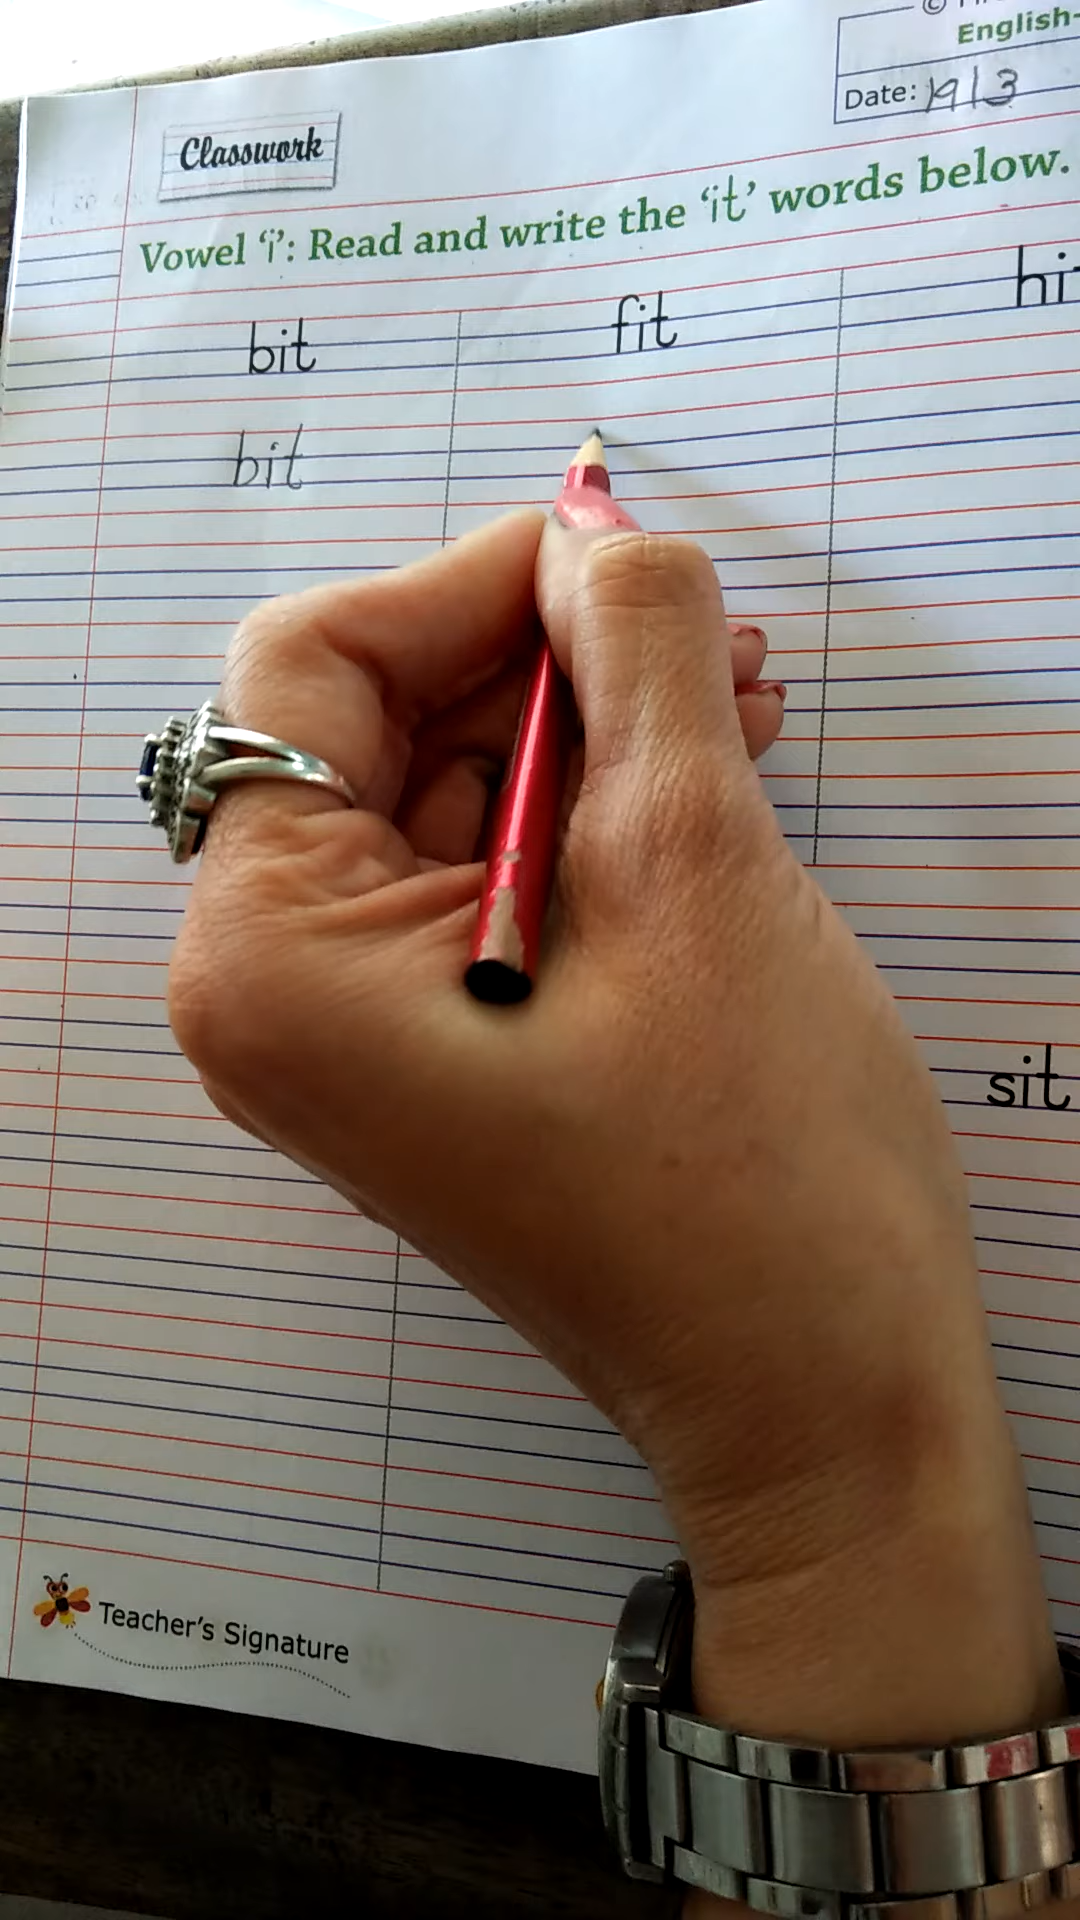 English-
Date: 19/3
Classwork
Vowel ‘i’: Read and write the ‘it’ words below.
bit fit
bit
sit
Teacher’s Signature